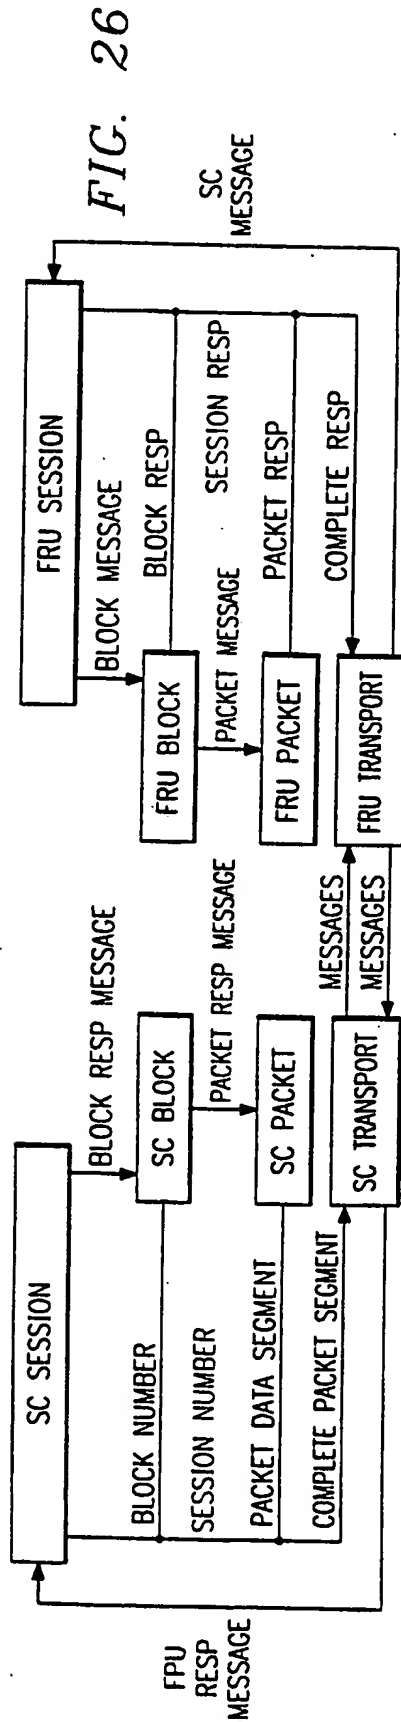 FIG. 26
SC SESSION
FRU SESSION
BLOCK RESP MESSAGE
BLOCK MESSAGE
BLOCK NUMBER
SC BLOCK
FRU BLOCK
BLOCK RESP
SESSION NUMBER
PACKET RESP MESSAGE
PACKET MESSAGE
SESSION RESP
PACKET DATA SEGMENT
SC PACKET
FRU PACKET
PACKET RESP
COMPLETE PACKET SEGMENT
SC TRANSPORT
MESSAGES
MESSAGES
FRU TRANSPORT
COMPLETE RESP
FPU
RESP
MESSAGE
SC
MESSAGE